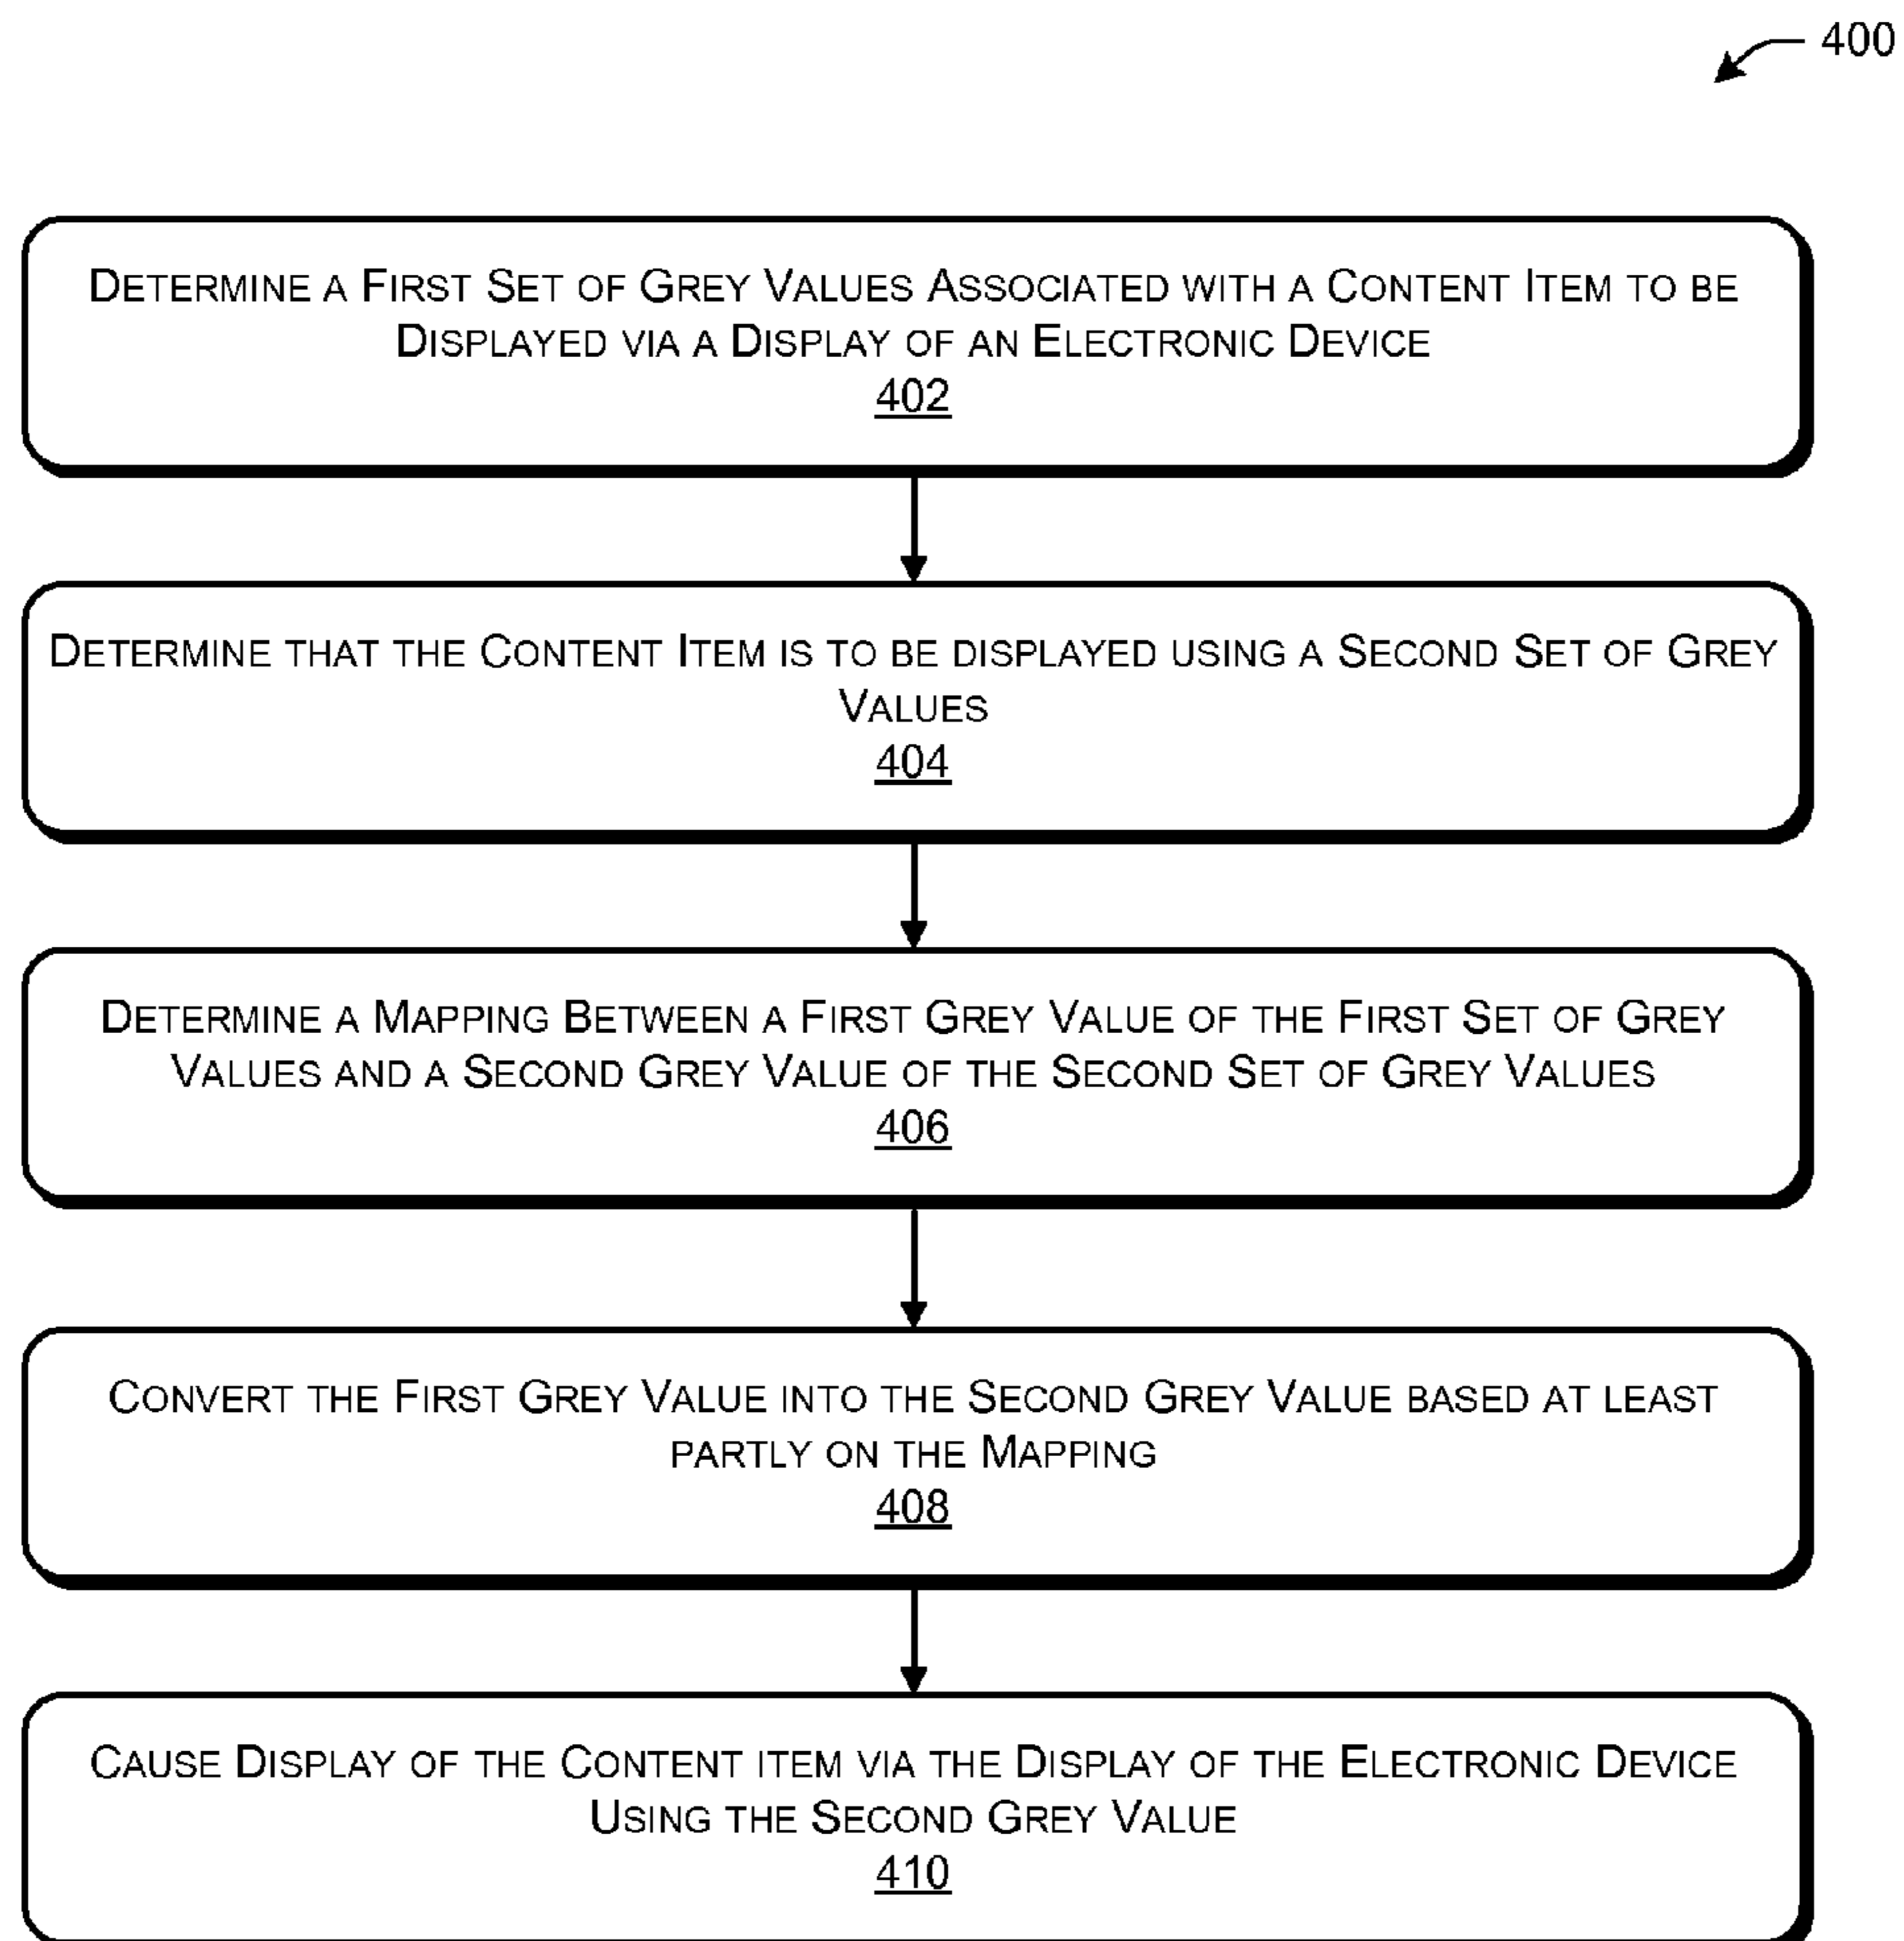 400
Determine a First Set of Grey Values Associated with a Content Item to be
Displayed via a Display of an Electronic Device
402
Determine that the Content Item is to be displayed using a Second Set of Grey
Values
404
Determine a Mapping Between a First Grey Value of the First Set of Grey
Values and a Second Grey Value of the Second Set of Grey Values
406
Convert the First Grey Value into the Second Grey Value based at least
partly on the Mapping
408
Cause Display of the Content item via the Display of the Electronic Device
Using the Second Grey Value
410